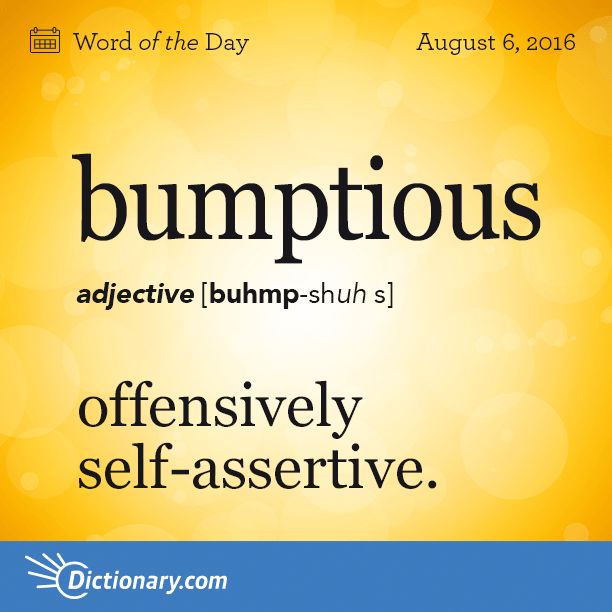 Word of the Day
August 6, 2016
bumptious
adjective [buhmp-shuh s]
offensively
self-assertive.
Dictionary.com